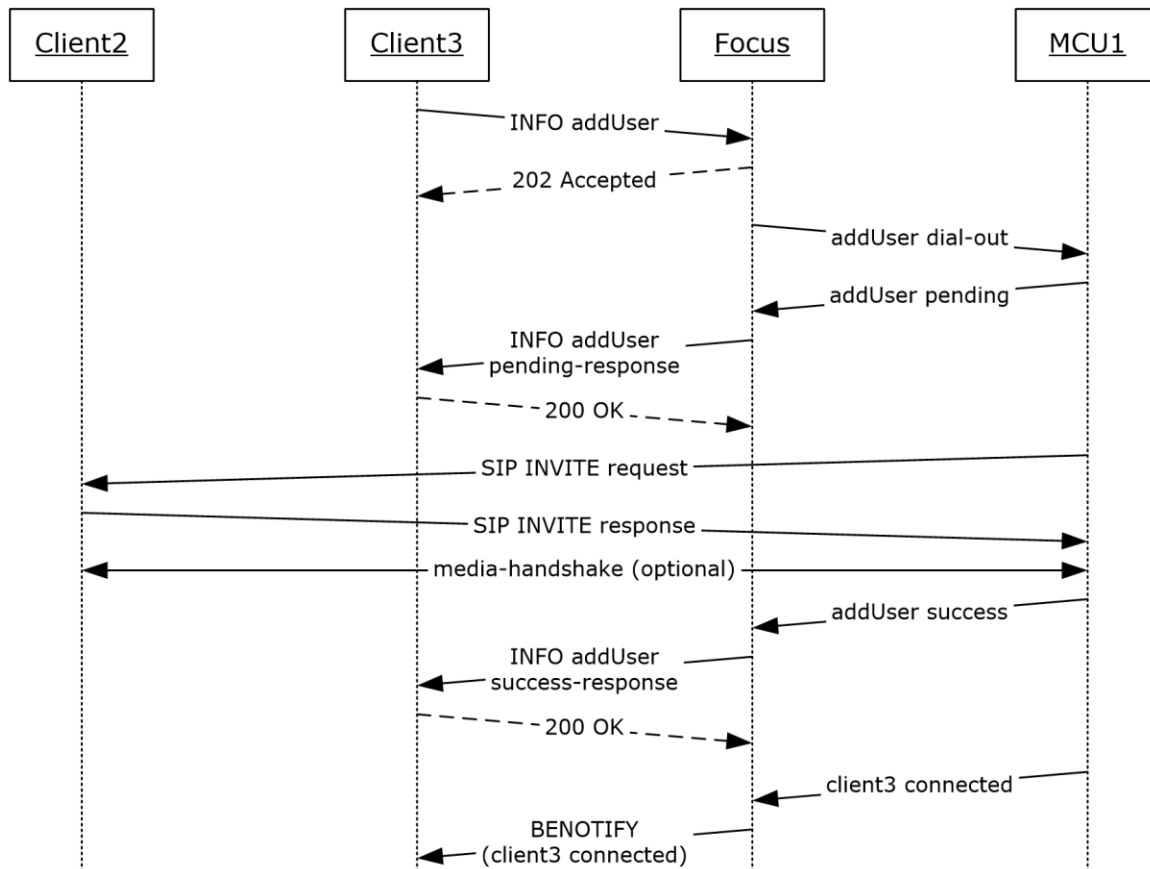 Client2
Client3
Focus
MCU1
INFO addUser
202 Accepted
addUser dial-out
addUser pending
INFO addUser
pending-response
200 OK
SIP INVITE request
SIP INVITE response
media-handshake (optional)
addUser success
INFO addUser
success-response
200 OK
client3 connected
BENOTIFY
(client3 connected)